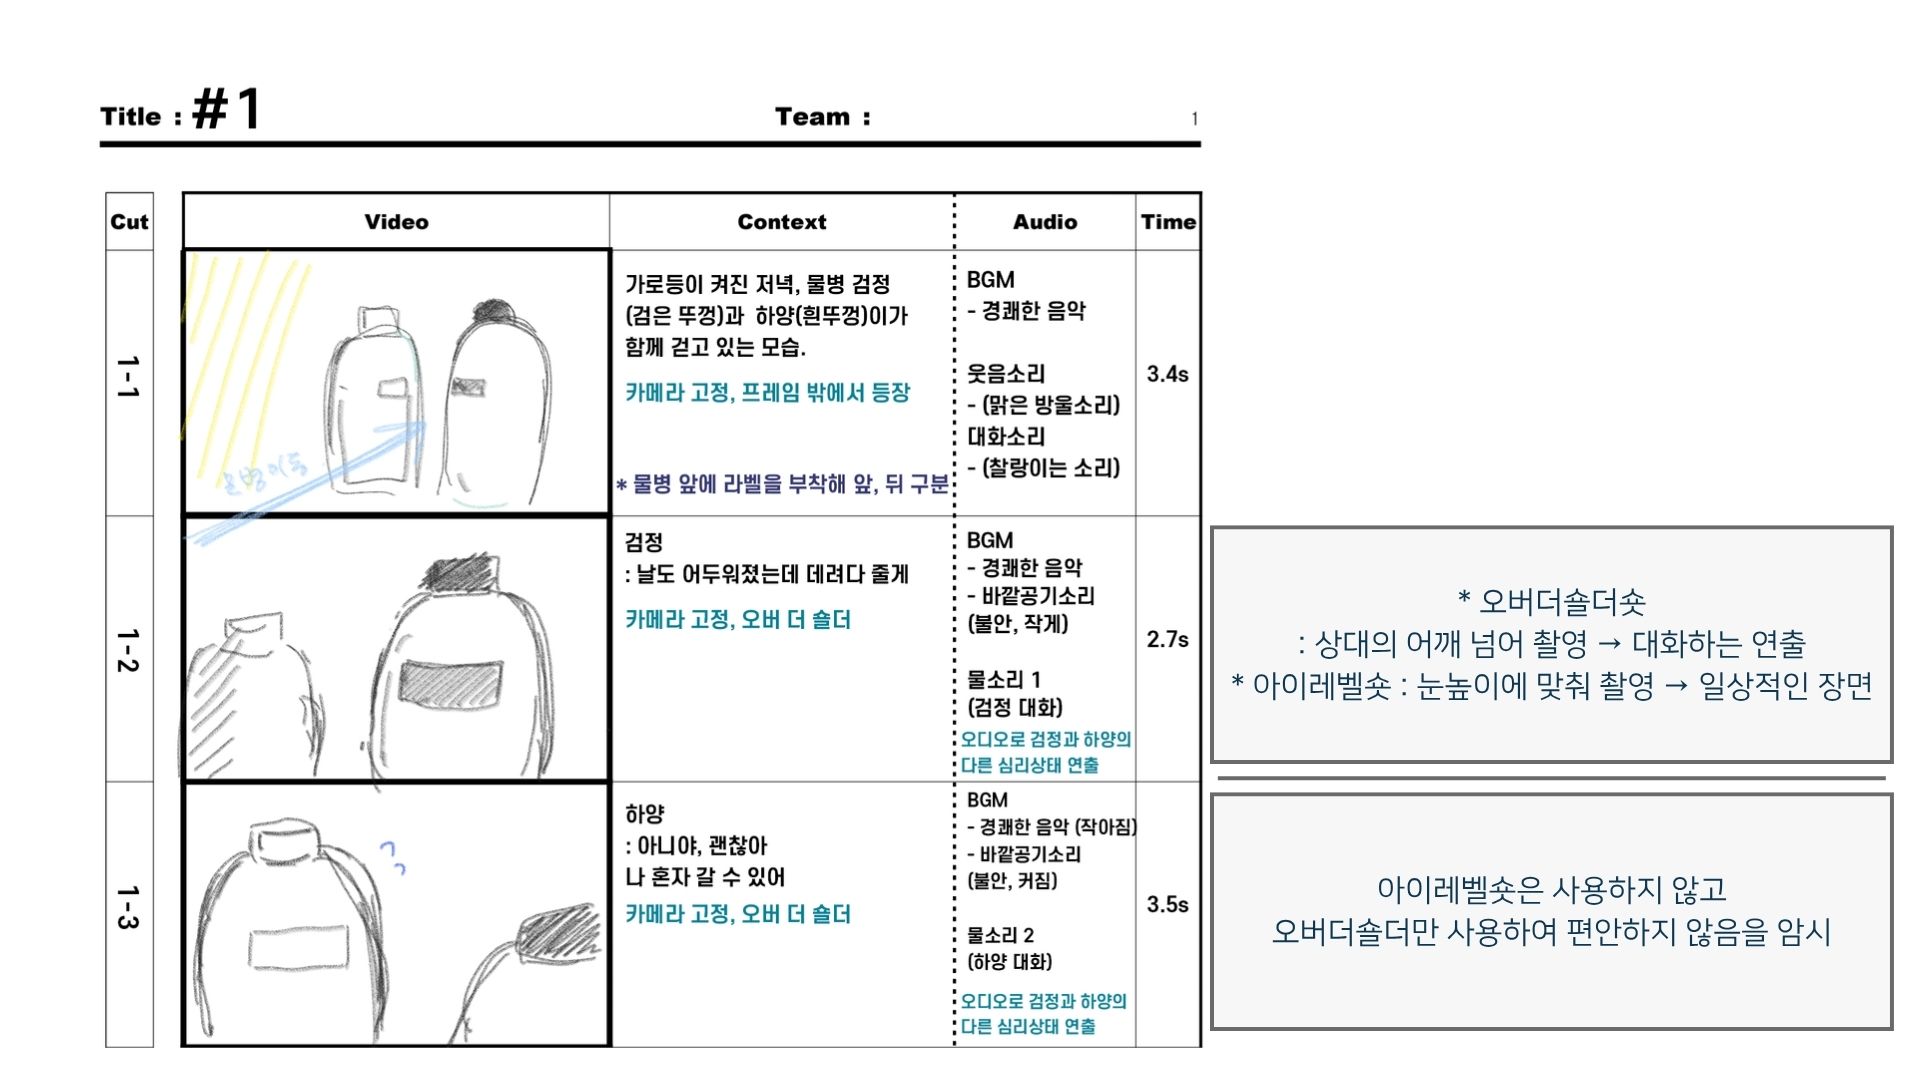 Title : #1
Team :
1
Cut
Video
Context
Audio
Time
1-1
물병이동
가로등이 켜진 저녁, 물병 검정
(검은 뚜껑)과 하양(흰뚜껑)이가
함께 걷고 있는 모습.
카메라 고정, 프레임 밖에서 등장
* 물병 앞에 라벨을 부착해 앞, 뒤 구분
BGM
- 경쾌한 음악
웃음소리
- (맑은 방울소리)
대화소리
- (찰랑이는 소리)
3.4s
1-2
검정
: 날도 어두워졌는데 데려다 줄게
카메라 고정, 오버 더 숄더
BGM
- 경쾌한 음악
- 바깥공기소리
(불안, 작게)
물소리 1
(검정 대화)
오디오로 검정과 하양의
다른 심리상태 연출
2.7s
* 오버더숄더숏
: 상대의 어깨 넘어 촬영 → 대화하는 연출
* 아이레벨숏 : 눈높이에 맞춰 촬영 → 일상적인 장면
1-3
하양
: 아니야, 괜찮아
나 혼자 갈 수 있어
카메라 고정, 오버 더 숄더
BGM
- 경쾌한 음악 (작아짐)
- 바깥공기소리
(불안, 커짐)
물소리 2
(하양 대화)
오디오로 검정과 하양의
다른 심리상태 연출
3.5s
아이레벨숏은 사용하지 않고
오버더숄더만 사용하여 편안하지 않음을 암시